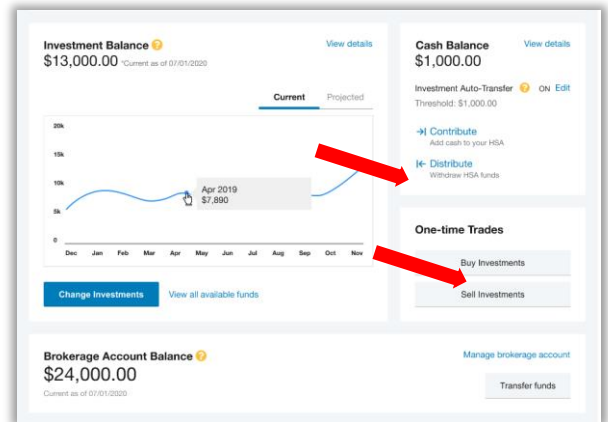 Investment Balance
View details
$13,000.00 *Current as of 07/01/2020
Current Projected
20k
15k
10k
5k
0
Apr 2019
$7,890
Dec Jan Feb Mar Apr May Jun Jul Aug Sep Oct Nov
Change Investments View all available funds
Cash Balance View details
$1,000.00
Investment Auto-Transfer ON Edit
Threshold: $1,000.00
Contribute
Add cash to your HSA
Distribute
Withdraw HSA funds
One-time Trades
Buy Investments
Sell Investments
Brokerage Account Balance
Manage brokerage account
$24,000.00
Transfer funds
Current as of 07/01/2020